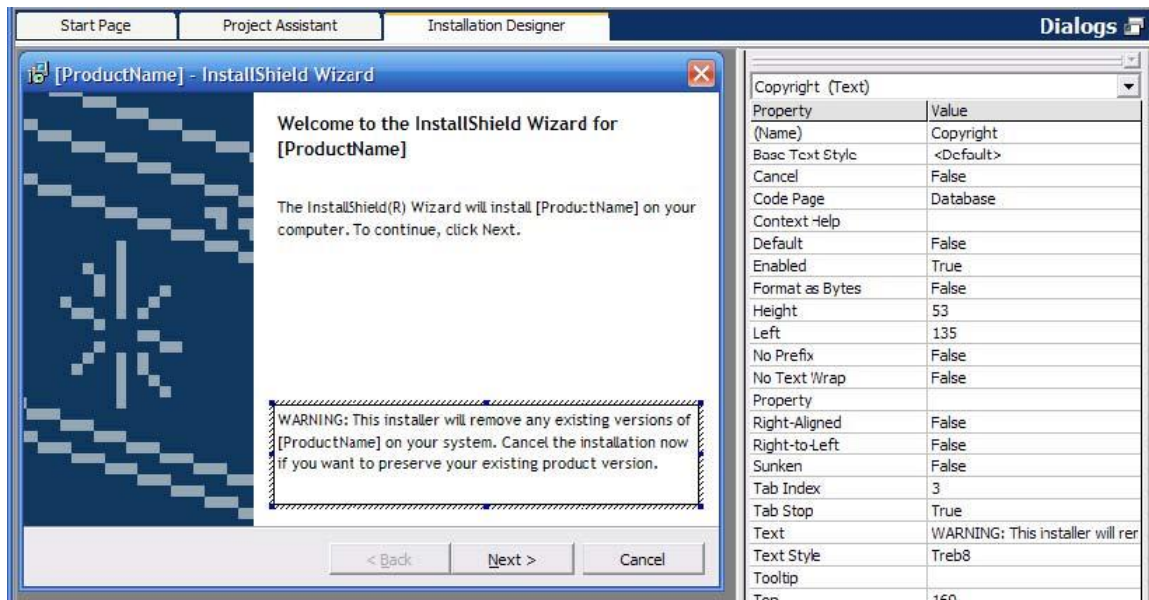 Start Page Project Assistant Installation Designer Dialogs
[ProductName] - InstallShield Wizard
Welcome to the InstallShield Wizard for
[ProductName]
The InstallShield(R) Wizard will install [ProductName] on your
computer. To continue, click Next.
WARNING: This installer will remove any existing versions of
[ProductName] on your system. Cancel the installation now
if you want to preserve your existing product version.
< Back Next > Cancel
Copyright (Text)
Property Value
(Name) Copyright
Base Text Style <Default>
Cancel False
Code Page Database
Context Help
Default False
Enabled True
Format as Bytes False
Height 53
Left 135
No Prefix False
No Text Wrap False
Property
Right-Aligned False
Right-to-Left False
Sunken False
Tab Index 3
Tab Stop True
Text WARNING: This installer will rer
Text Style Treb8
Tooltip
Top 160